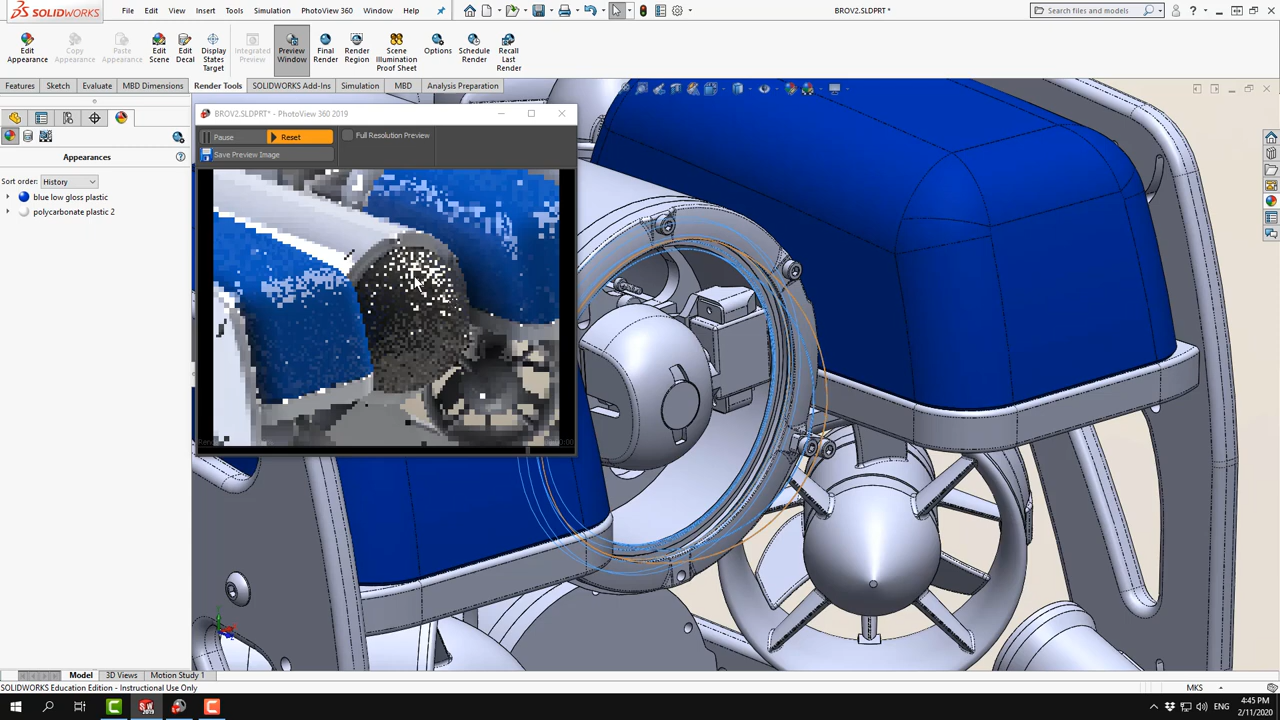 SOLIDWORKS File Edit View Insert Tools Simulation PhotoView 360 Window Help BROV2.SLDPRT * Search files and models
Edit Appearance Copy Appearance Paste Appearance Edit Scene Edit Decal Display States Target Integrated Preview Preview Window Final Render Render Region Scene Illumination Proof Sheet Options Schedule Render Recall Last Render
Features Sketch Evaluate MBD Dimensions Render Tools SOLIDWORKS Add-Ins Simulation MBD Analysis Preparation
BROV2.SLDPRT* - PhotoView 360 2019
Pause Reset Full Resolution Preview
Save Preview Image
Appearances
Sort order: History
blue low gloss plastic
polycarbonate plastic 2
Model 3D Views Motion Study 1
SOLIDWORKS Education Edition - Instructional Use Only MKS
ENG 4:45 PM
2/11/2020